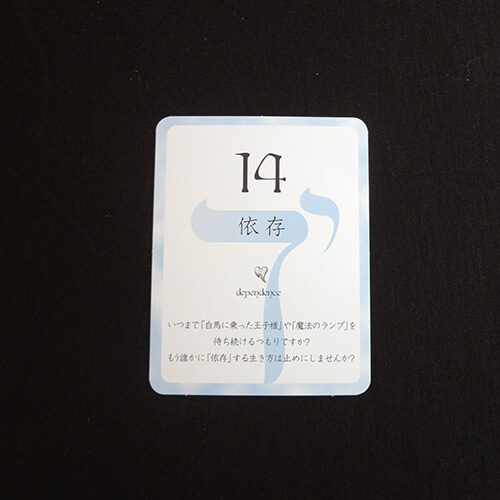 14
依存
dependence
いつまで「白馬に乗った王子様」や「魔法のランプ」を
待ち続けるつもりですか?
もう誰かに「依存」する生き方は止めにしませんか?